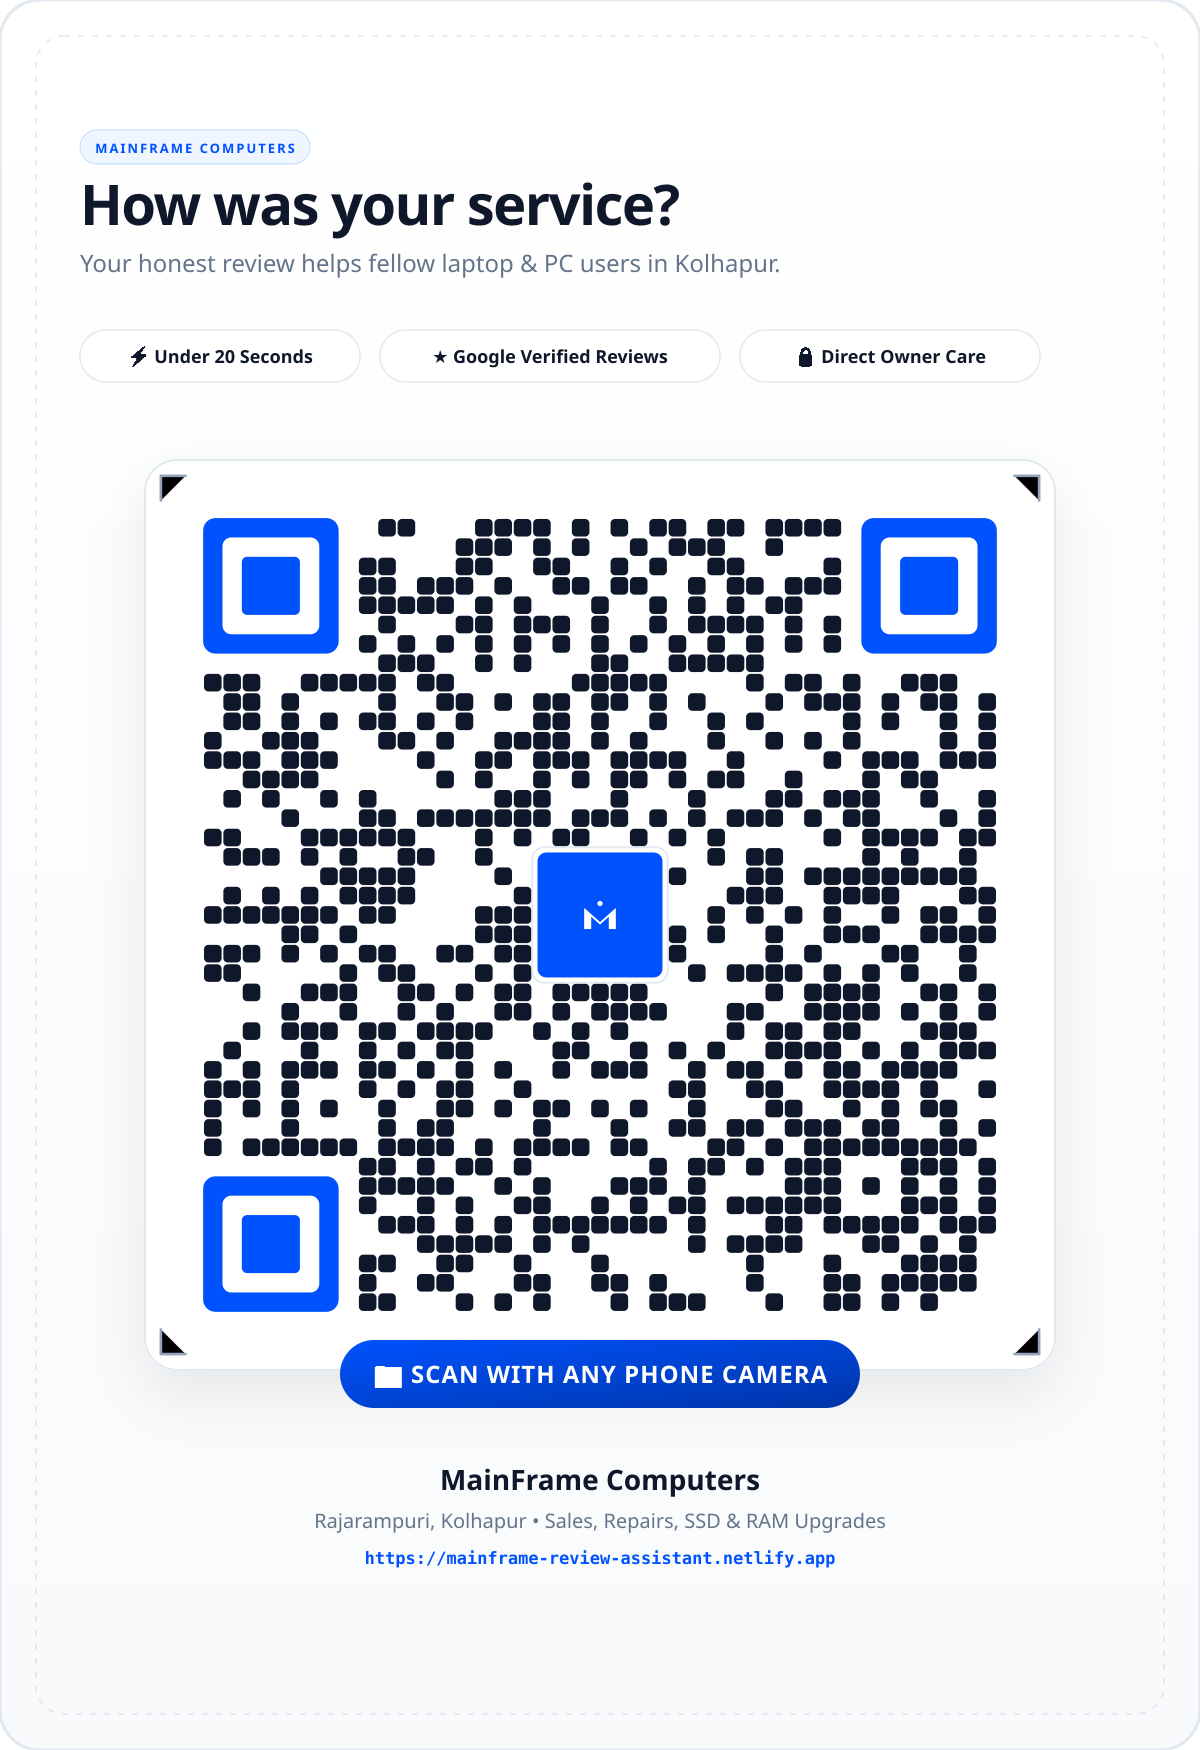 MAINFRAME COMPUTERS
How was your service?
Your honest review helps fellow laptop & PC users in Kolhapur.
⚡ Under 20 Seconds
★ Google Verified Reviews
🔒 Direct Owner Care
SCAN WITH ANY PHONE CAMERA
MainFrame Computers
Rajarampuri, Kolhapur • Sales, Repairs, SSD & RAM Upgrades
https://mainframe-review-assistant.netlify.app